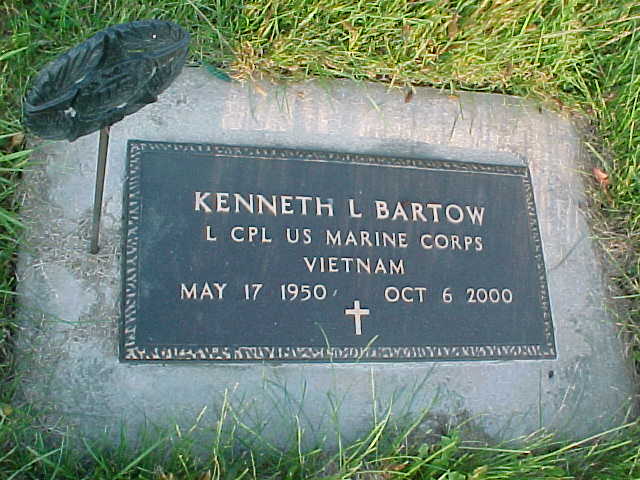 KENNETH L BARTOW
L CPL US MARINE CORPS
VIETNAM
MAY 17 1950 OCT 6 2000